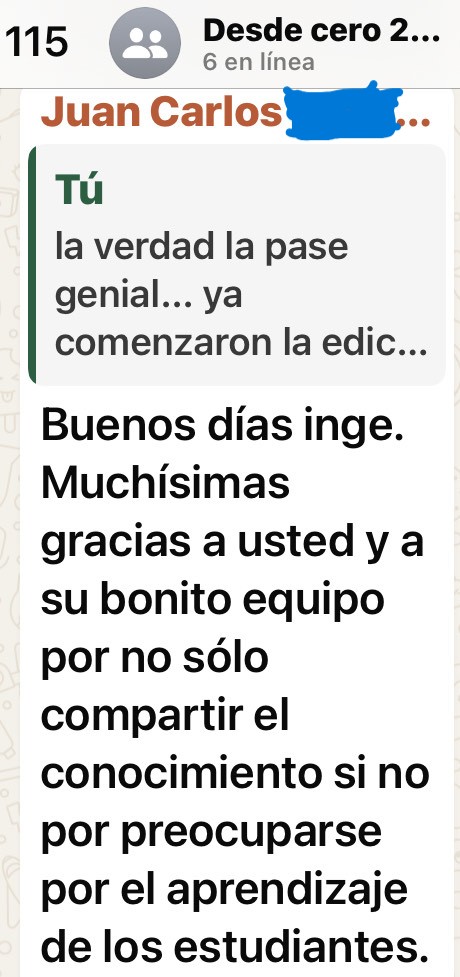 115
Desde cero 2...
6 en línea
Juan Carlos ...
Tú
la verdad la pase
genial... ya
comenzaron la edic...
Buenos días inge.
Muchísimas
gracias a usted y a
su bonito equipo
por no sólo
compartir el
conocimiento si no
por preocuparse
por el aprendizaje
de los estudiantes.